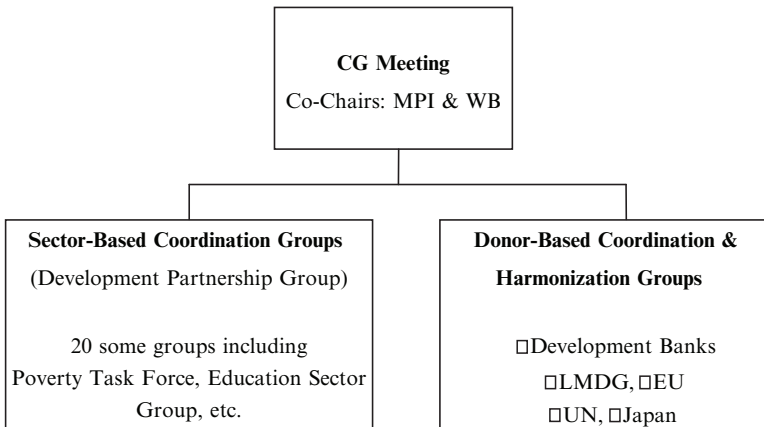 CG Meeting
Co-Chairs: MPI & WB
Sector-Based Coordination Groups
(Development Partnership Group)
20 some groups including
Poverty Task Force, Education Sector
Group, etc.
Donor-Based Coordination &
Harmonization Groups
□Development Banks
□LMDG, □EU
□UN, □Japan